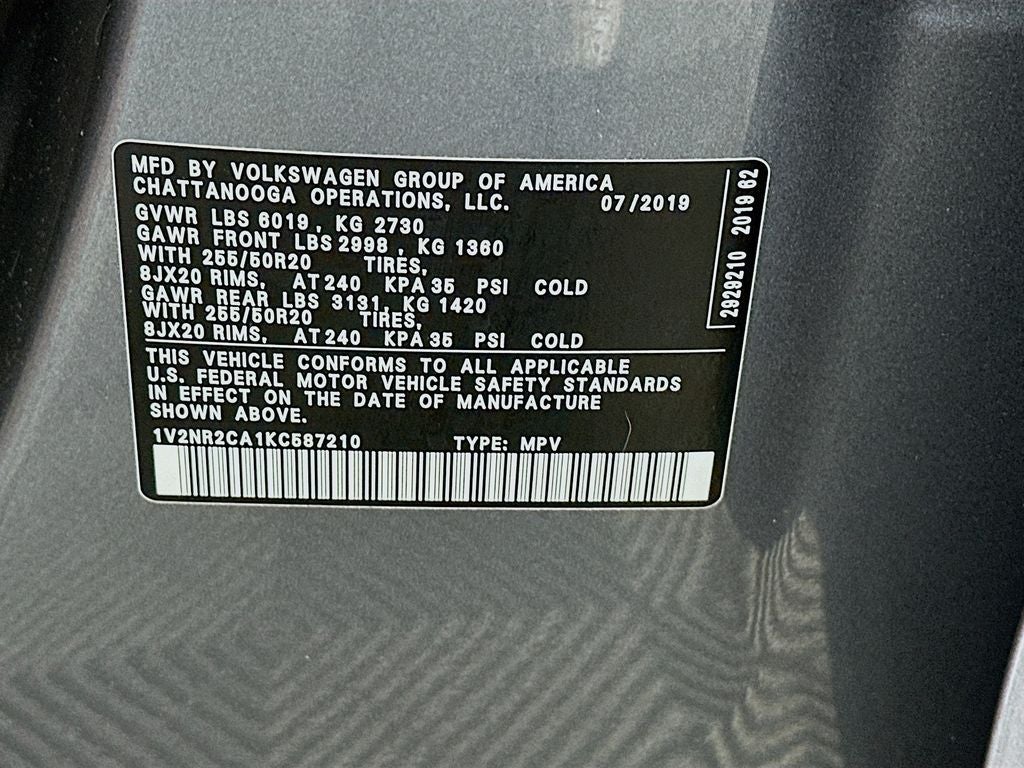 MFD BY VOLKSWAGEN GROUP OF AMERICA
CHATTANOOGA OPERATIONS, LLC. 07/2019
GVWR LBS 6019, KG 2730
GAWR FRONT LBS 2998, KG 1360
WITH 255/50R20 TIRES,
8JX20 RIMS, AT 240 KPA 35 PSI COLD
GAWR REAR LBS 3131, KG 1420
WITH 255/50R20 TIRES,
8JX20 RIMS, AT 240 KPA 35 PSI COLD
THIS VEHICLE CONFORMS TO ALL APPLICABLE
U.S. FEDERAL MOTOR VEHICLE SAFETY STANDARDS
IN EFFECT ON THE DATE OF MANUFACTURE
SHOWN ABOVE.
1V2NR2CA1KC587210 TYPE: MPV
2929210 2019 62